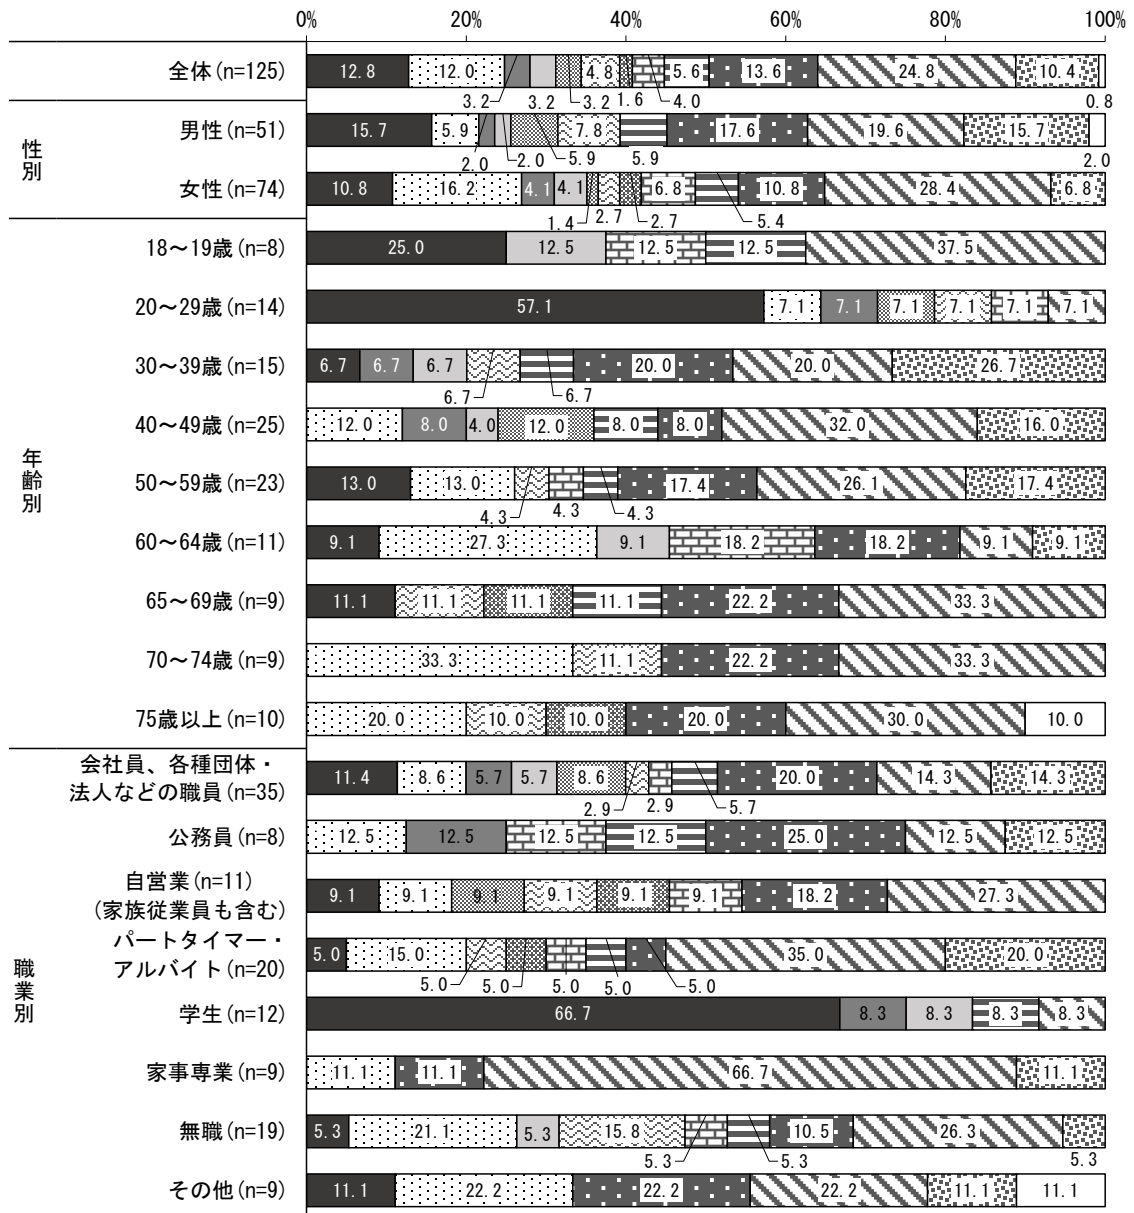 0% 20% 40% 60% 80% 100%
全体(n=125) 12.8 12.0 4.8 5.6 13.6 24.8 10.4
3.2 3.2 3.2 1.6 4.0 0.8
性別
男性(n=51) 15.7 5.9 7.8 17.6 19.6 15.7
2.0 2.0 5.9 5.9 2.0
女性(n=74) 10.8 16.2 4.1 4.1 6.8 10.8 28.4 6.8
1.4 2.7 2.7 5.4
年齢別
18～19歳(n=8) 25.0 12.5 12.5 12.5 37.5
20～29歳(n=14) 57.1 7.1 7.1 7.1 7.1 7.1 7.1
30～39歳(n=15) 6.7 6.7 6.7 20.0 20.0 26.7
6.7 6.7
40～49歳(n=25) 12.0 8.0 4.0 12.0 8.0 8.0 32.0 16.0
50～59歳(n=23) 13.0 13.0 17.4 26.1 17.4
4.3 4.3 4.3
60～64歳(n=11) 9.1 27.3 9.1 18.2 18.2 9.1 9.1
65～69歳(n=9) 11.1 11.1 11.1 11.1 22.2 33.3
70～74歳(n=9) 33.3 11.1 22.2 33.3
75歳以上(n=10) 20.0 10.0 10.0 20.0 30.0 10.0
職業別
会社員、各種団体・
法人などの職員(n=35) 11.4 8.6 5.7 5.7 8.6 20.0 14.3 14.3
2.9 2.9 5.7
公務員(n=8) 12.5 12.5 12.5 12.5 25.0 12.5 12.5
自営業(n=11)
(家族従業員も含む) 9.1 9.1 9.1 9.1 9.1 9.1 18.2 27.3
パートタイマー・
アルバイト(n=20) 5.0 15.0 35.0 20.0
5.0 5.0 5.0 5.0 5.0
学生(n=12) 66.7 8.3 8.3 8.3 8.3
家事専業(n=9) 11.1 11.1 66.7 11.1
無職(n=19) 5.3 21.1 5.3 15.8 10.5 26.3
5.3 5.3 5.3
その他(n=9) 11.1 22.2 22.2 22.2 11.1 11.1